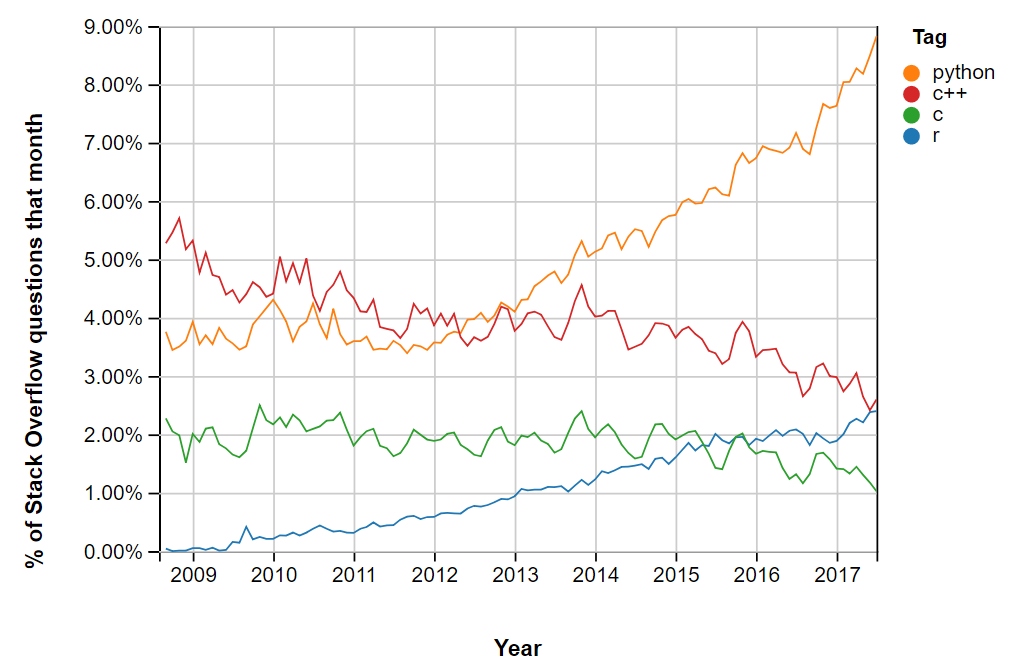 % of Stack Overflow questions that month
9.00%
8.00%
7.00%
6.00%
5.00%
4.00%
3.00%
2.00%
1.00%
0.00%
2009 2010 2011 2012 2013 2014 2015 2016 2017
Year
Tag
python
c++
c
r